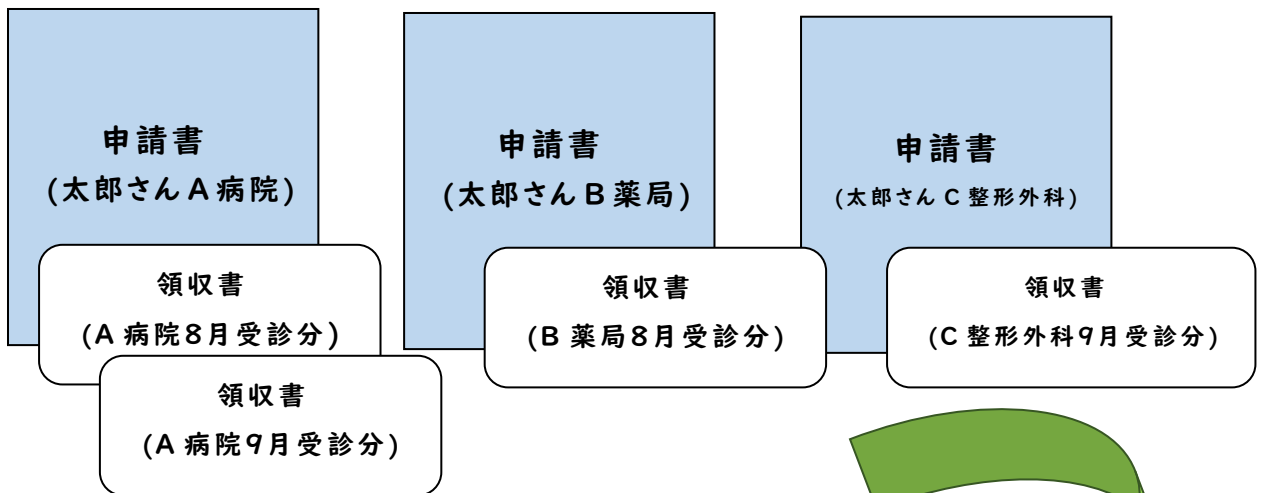 申請書
(太郎さんA病院)
領収書
(A病院8月受診分)
領収書
(A病院9月受診分)
申請書
(太郎さんB薬局)
領収書
(B薬局8月受診分)
申請書
(太郎さんC整形外科)
領収書
(C整形外科9月受診分)